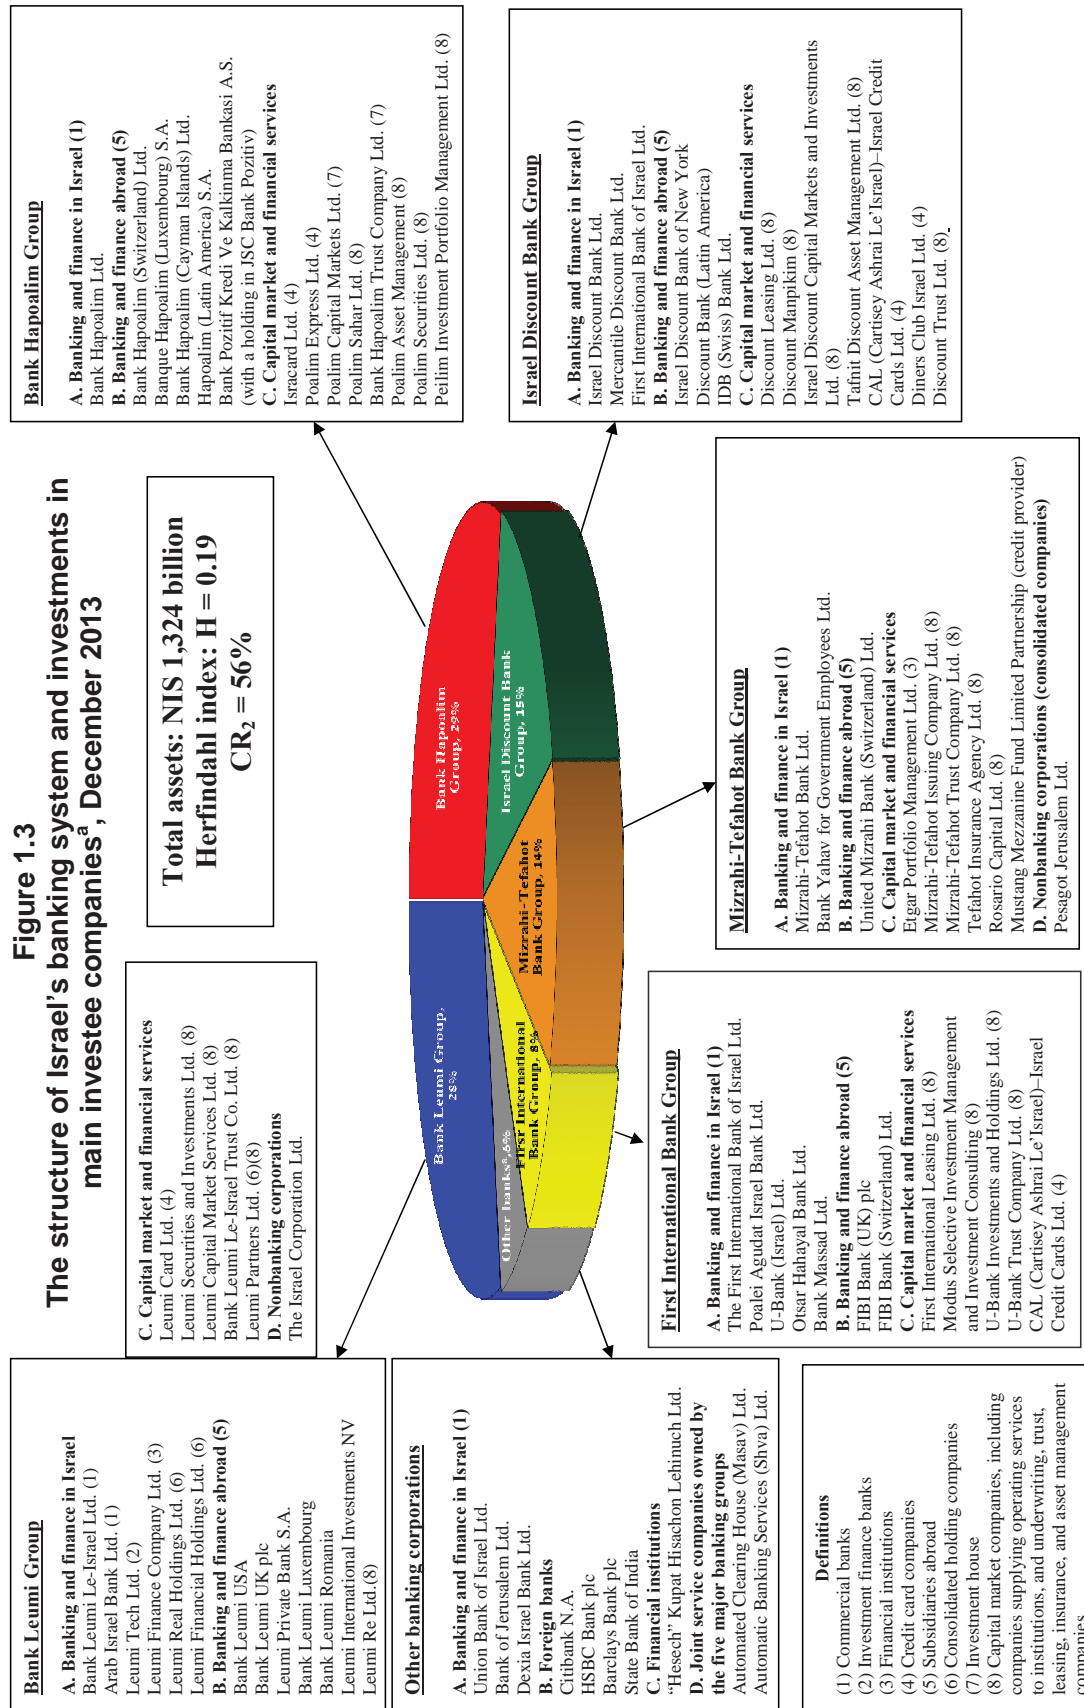 Figure 1.3
The structure of Israel's banking system and investments in
main investee companiesª, December 2013
Total assets: NIS 1,324 billion
Herfindahl index: H = 0.19
CR₂ = 56%
Bank Leumi Group
A. Banking and finance in Israel
Bank Leumi Le-Israel Ltd. (1)
Arab Israel Bank Ltd. (1)
Leumi Tech Ltd. (2)
Leumi Finance Company Ltd. (3)
Leumi Real Holdings Ltd. (6)
Leumi Financial Holdings Ltd. (6)
B. Banking and finance abroad (5)
Bank Leumi USA
Bank Leumi UK plc
Leumi Private Bank S.A.
Bank Leumi Luxembourg
Bank Leumi Romania
Leumi International Investments NV
Leumi Re Ltd.(8)
C. Capital market and financial services
Leumi Card Ltd. (4)
Leumi Securities and Investments Ltd. (8)
Leumi Capital Market Services Ltd. (8)
Bank Leumi Le-Israel Trust Co. Ltd. (8)
Leumi Partners Ltd. (6)(8)
D. Nonbanking corporations
The Israel Corporation Ltd.
Bank Hapoalim Group
A. Banking and finance in Israel (1)
Bank Hapoalim Ltd.
B. Banking and finance abroad (5)
Bank Hapoalim (Switzerland) Ltd.
Banque Hapoalim (Luxembourg) S.A.
Bank Hapoalim (Cayman Islands) Ltd.
Hapoalim (Latin America) S.A.
Bank Pozitif Kredi Ve Kalkinma Bankasi A.S.
(with a holding in JSC Bank Pozitiv)
C. Capital market and financial services
Isracard Ltd. (4)
Poalim Express Ltd. (4)
Poalim Capital Markets Ltd. (7)
Poalim Sahar Ltd. (8)
Bank Hapoalim Trust Company Ltd. (7)
Poalim Asset Management (8)
Poalim Securities Ltd. (8)
Peilim Investment Portfolio Management Ltd. (8)
Bank Leumi Group,
28%
Bank Hapoalim
Group, 29%
Other banksª,6%
First International
Bank Group, 8%
Mizrahi-Tefahot
Bank Group, 14%
Israel Discount Bank
Group, 15%
Other banking corporations
A. Banking and finance in Israel (1)
Union Bank of Israel Ltd.
Bank of Jerusalem Ltd.
Dexia Israel Bank Ltd.
B. Foreign banks
Citibank N.A.
HSBC Bank plc
Barclays Bank plc
State Bank of India
C. Financial institutions
"Hesech" Kupat Hisachon Lehinuch Ltd.
D. Joint service companies owned by
the five major banking groups
Automated Clearing House (Masav) Ltd.
Automatic Banking Services (Shva) Ltd.
Israel Discount Bank Group
A. Banking and finance in Israel (1)
Israel Discount Bank Ltd.
Mercantile Discount Bank Ltd.
First International Bank of Israel Ltd.
B. Banking and finance abroad (5)
Israel Discount Bank of New York
Discount Bank (Latin America)
IDB (Swiss) Bank Ltd.
C. Capital market and financial services
Discount Leasing Ltd. (8)
Discount Manpikim (8)
Israel Discount Capital Markets and Investments
Ltd. (8)
Tafnit Discount Asset Management Ltd. (8)
CAL (Cartisey Ashrai Le'Israel)–Israel Credit
Cards Ltd. (4)
Diners Club Israel Ltd. (4)
Discount Trust Ltd. (8)
First International Bank Group
A. Banking and finance in Israel (1)
The First International Bank of Israel Ltd.
Poalei Agudat Israel Bank Ltd.
U-Bank (Israel) Ltd.
Otsar Hahayal Bank Ltd.
Bank Massad Ltd.
B. Banking and finance abroad (5)
FIBI Bank (UK) plc
FIBI Bank (Switzerland) Ltd.
C. Capital market and financial services
First International Leasing Ltd. (8)
Modus Selective Investment Management
and Investment Consulting (8)
U-Bank Investments and Holdings Ltd. (8)
U-Bank Trust Company Ltd. (8)
CAL (Cartisey Ashrai Le'Israel)–Israel
Credit Cards Ltd. (4)
Mizrahi-Tefahot Bank Group
A. Banking and finance in Israel (1)
Mizrahi-Tefahot Bank Ltd.
Bank Yahav for Government Employees Ltd.
B. Banking and finance abroad (5)
United Mizrahi Bank (Switzerland) Ltd.
C. Capital market and financial services
Etgar Portfolio Management Ltd. (3)
Mizrahi-Tefahot Issuing Company Ltd. (8)
Mizrahi-Tefahot Trust Company Ltd. (8)
Tefahot Insurance Agency Ltd. (8)
Rosario Capital Ltd. (8)
Mustang Mezzanine Fund Limited Partnership (credit provider)
D. Nonbanking corporations (consolidated companies)
Pesagot Jerusalem Ltd.
Definitions
(1) Commercial banks
(2) Investment finance banks
(3) Financial institutions
(4) Credit card companies
(5) Subsidiaries abroad
(6) Consolidated holding companies
(7) Investment house
(8) Capital market companies, including
companies supplying operating services
to institutions, and underwriting, trust,
leasing, insurance, and asset management
companies